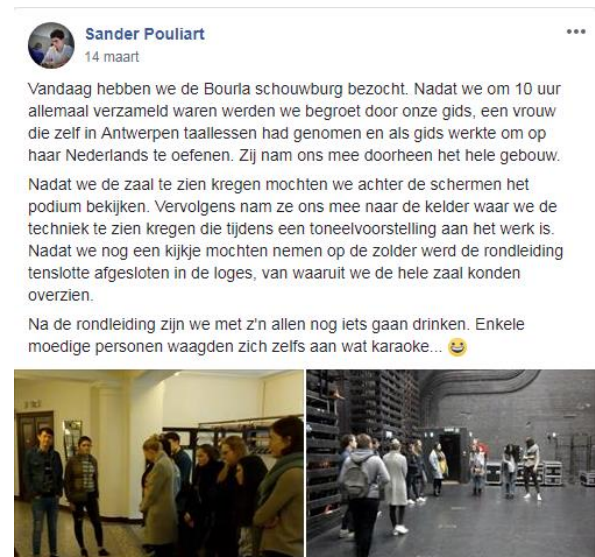 Sander Pouliart
14 maart
Vandaag hebben we de Bourla schouwburg bezocht. Nadat we om 10 uur
allemaal verzameld waren werden we begroet door onze gids, een vrouw
die zelf in Antwerpen taallessen had genomen en als gids werkte om op
haar Nederlands te oefenen. Zij nam ons mee doorheen het hele gebouw.
Nadat we de zaal te zien kregen mochten we achter de schermen het
podium bekijken. Vervolgens nam ze ons mee naar de kelder waar we de
techniek te zien kregen die tijdens een toneelvoorstelling aan het werk is.
Nadat we nog een kijkje mochten nemen op de zolder werd de rondleiding
tenslotte afgesloten in de loges, van waaruit we de hele zaal konden
overzien.
Na de rondleiding zijn we met z'n allen nog iets gaan drinken. Enkele
moedige personen waagden zich zelfs aan wat karaoke... 😀